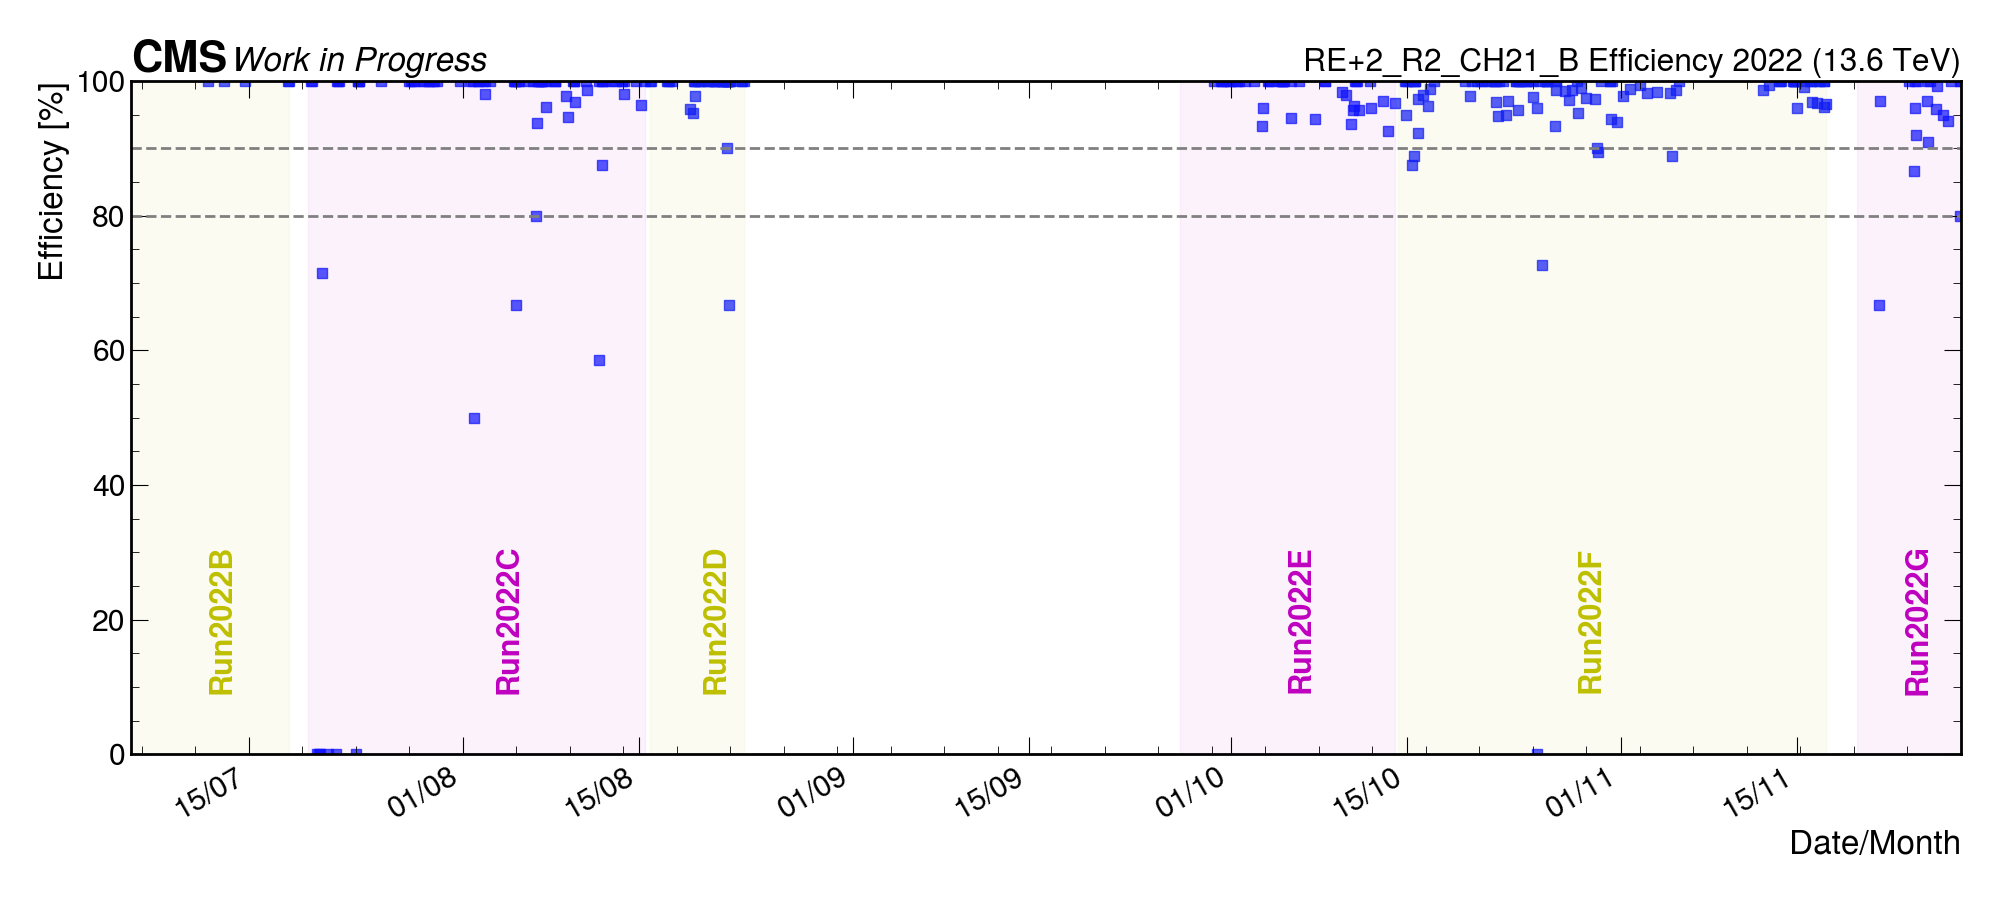 CMS Work in Progress
RE+2_R2_CH21_B Efficiency 2022 (13.6 TeV)
Efficiency [%]
100
80
60
40
20
0
Run2022B
Run2022C
Run2022D
Run2022E
Run2022F
Run2022G
15/07
01/08
15/08
01/09
15/09
01/10
15/10
01/11
15/11
Date/Month